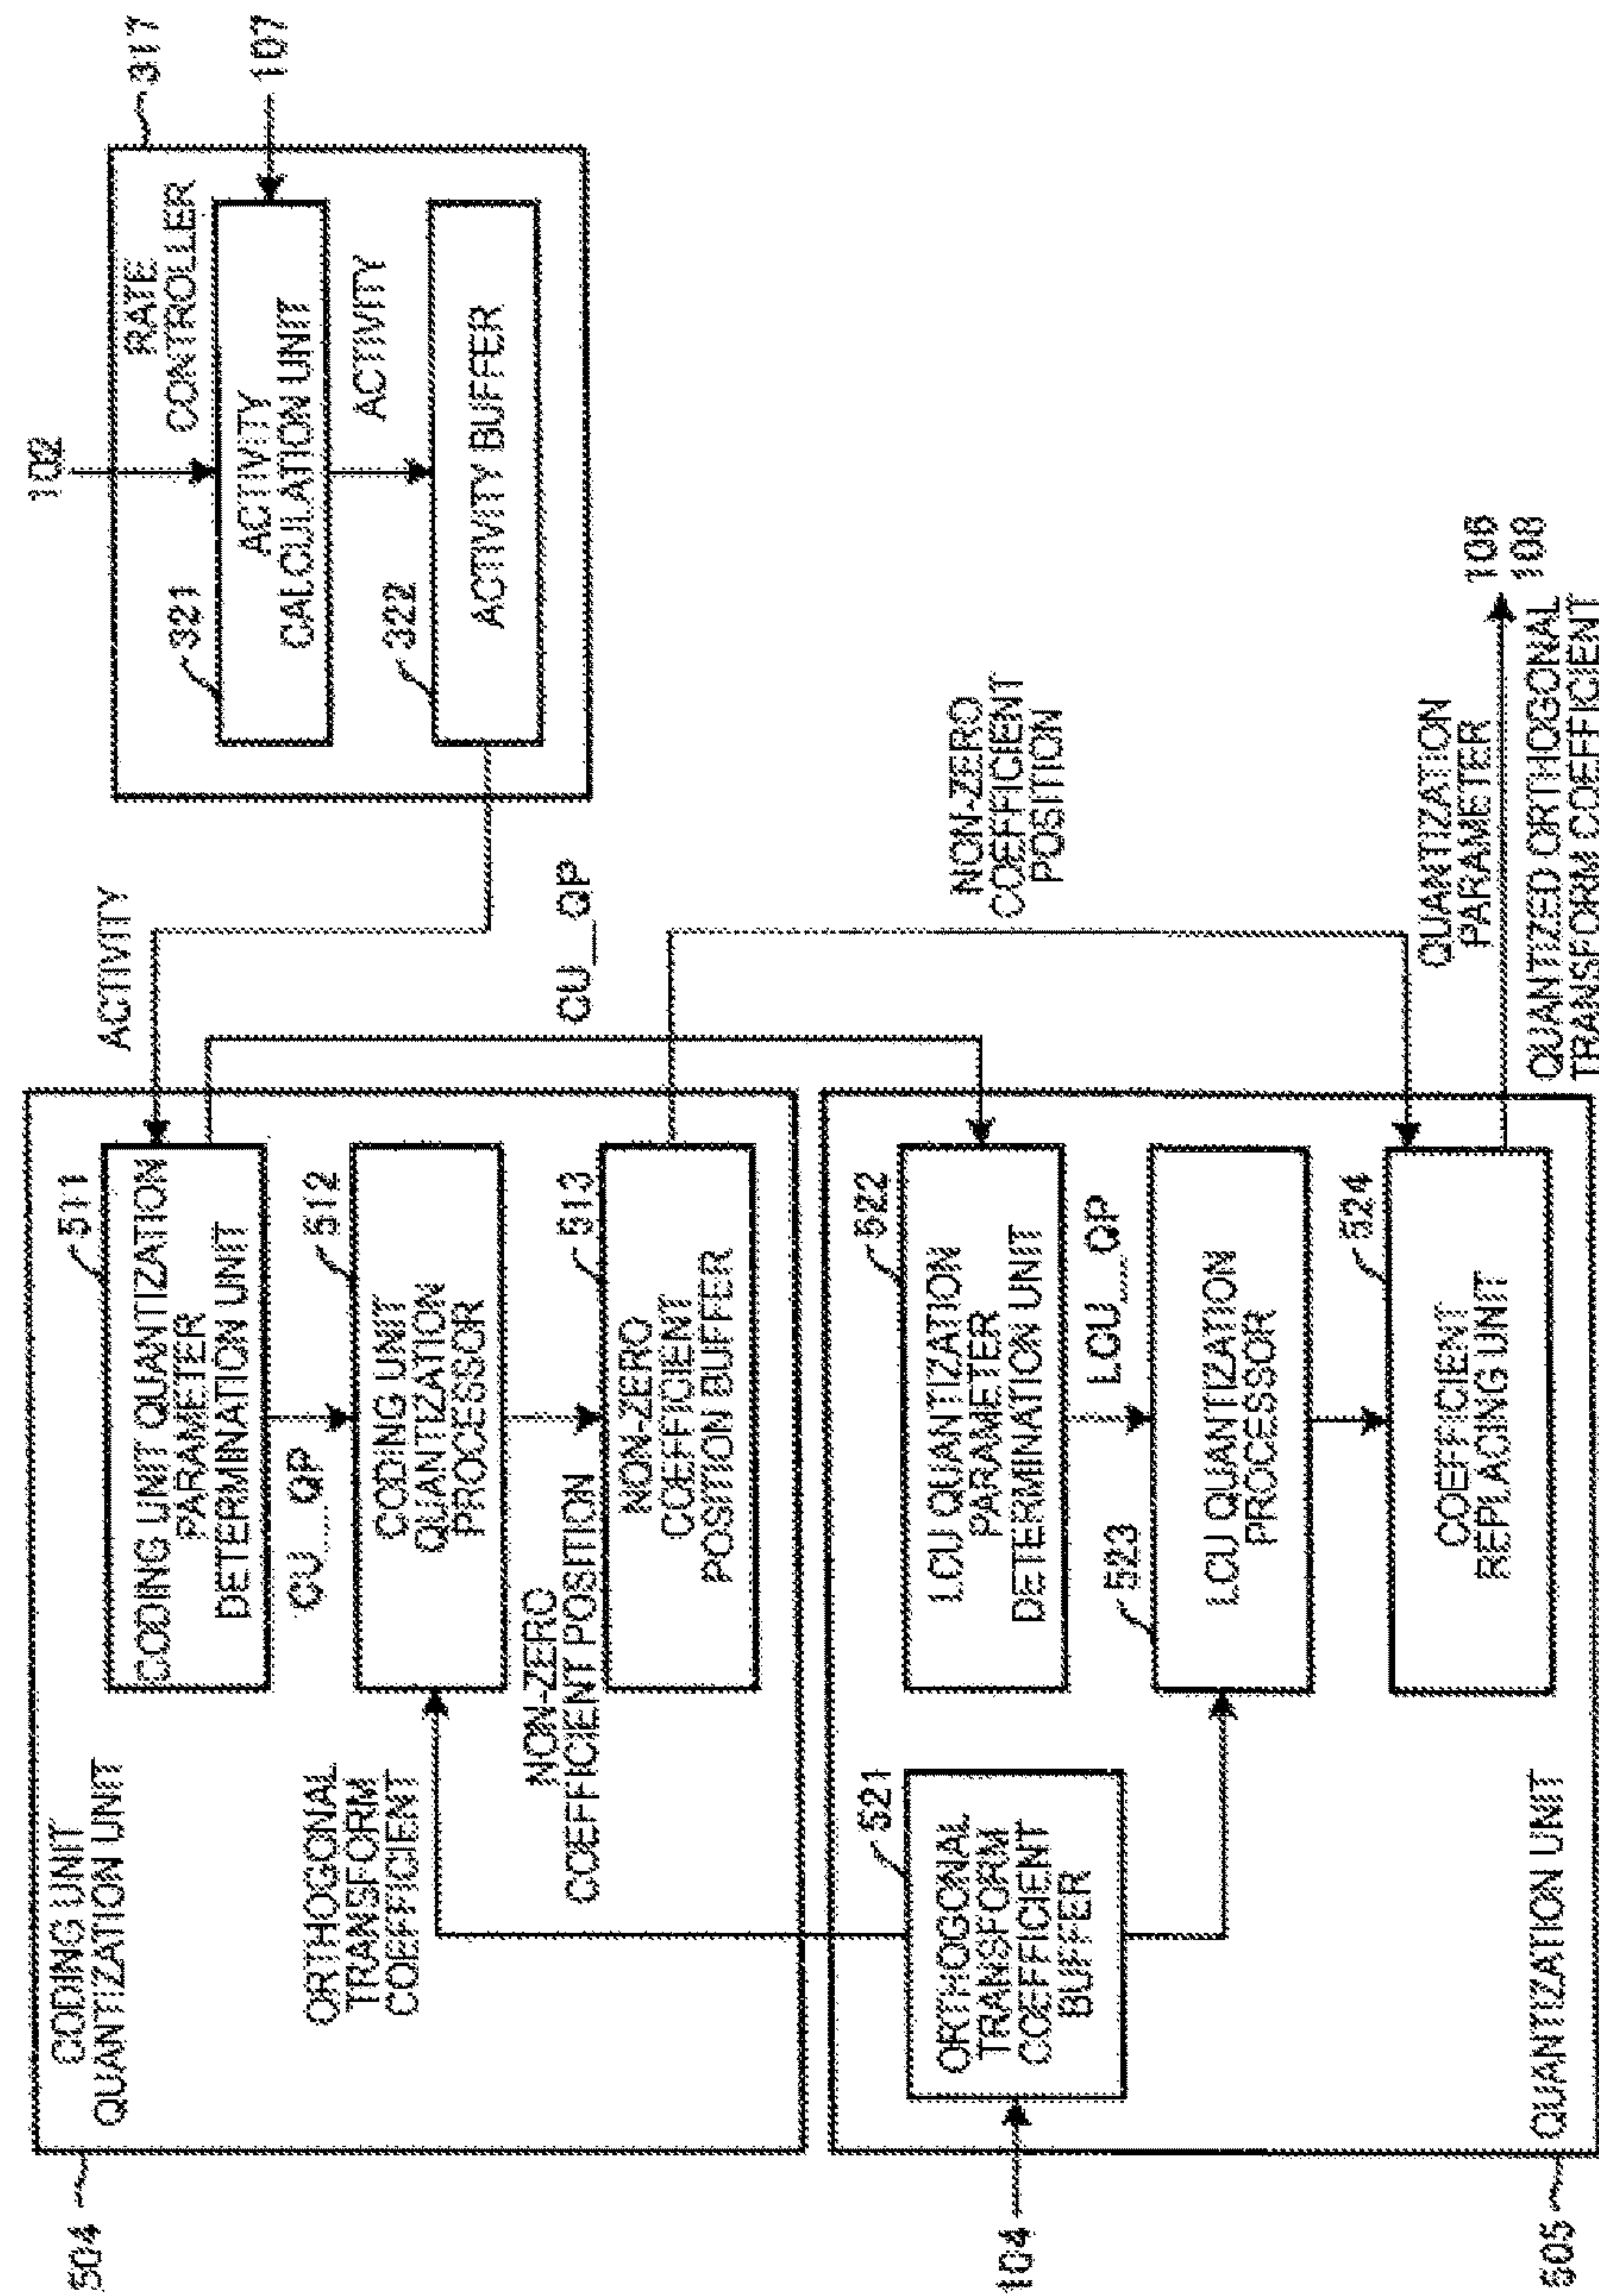 504
CODING UNIT
QUANTIZATION UNIT
511
CODING UNIT QUANTIZATION
PARAMETER
DETERMINATION UNIT
CU_QP
ORTHOGONAL
TRANSFORM
COEFFICIENT
512
CODING UNIT
QUANTIZATION
PROCESSOR
NON-ZERO
COEFFICIENT POSITION
513
NON-ZERO
COEFFICIENT
POSITION BUFFER
ACTIVITY
CU_QP
102
317
RATE
CONTROLLER
107
321
ACTIVITY
CALCULATION UNIT
ACTIVITY
322
ACTIVITY BUFFER
104
521
ORTHOGONAL
TRANSFORM
COEFFICIENT
BUFFER
522
LCU QUANTIZATION
PARAMETER
DETERMINATION UNIT
LCU_QP
523
LCU QUANTIZATION
PROCESSOR
524
COEFFICIENT
REPLACING UNIT
NON-ZERO
COEFFICIENT
POSITION
QUANTIZATION
PARAMETER
106
108
QUANTIZED ORTHOGONAL
TRANSFORM COEFFICIENT
505
QUANTIZATION UNIT